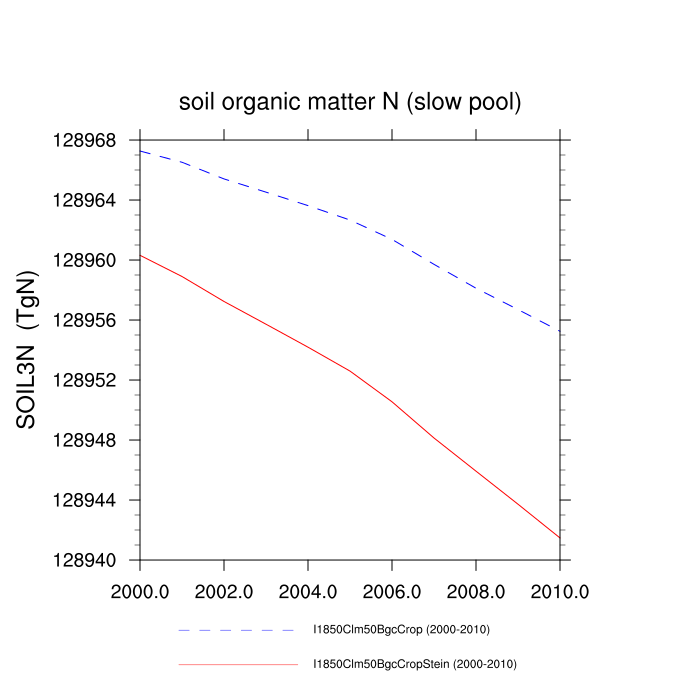 soil organic matter N (slow pool)
128968
128964
128960
128956
128952
128948
128944
128940
SOIL3N (TgN)
2000.0 2002.0 2004.0 2006.0 2008.0 2010.0
I1850Clm50BgcCrop (2000-2010)
I1850Clm50BgcCropStein (2000-2010)